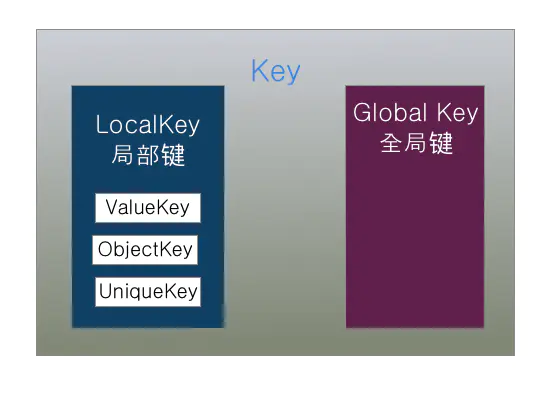 Key
LocalKey
局部键
ValueKey
ObjectKey
UniqueKey
Global Key
全局键